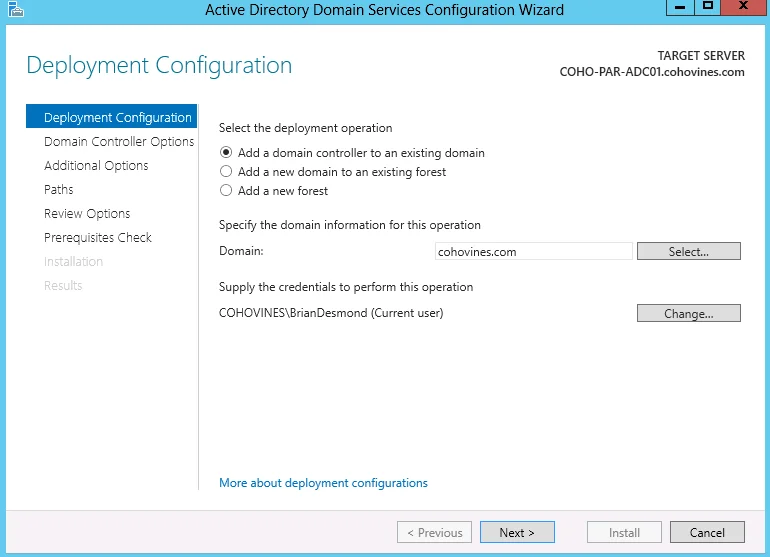 Active Directory Domain Services Configuration Wizard
Deployment Configuration
TARGET SERVER
COHO-PAR-ADC01.cohovines.com
Deployment Configuration
Domain Controller Options
Additional Options
Paths
Review Options
Prerequisites Check
Installation
Results
Select the deployment operation
Add a domain controller to an existing domain
Add a new domain to an existing forest
Add a new forest
Specify the domain information for this operation
Domain: cohovines.com Select...
Supply the credentials to perform this operation
COHOVINES\BrianDesmond (Current user) Change...
More about deployment configurations
< Previous Next > Install Cancel